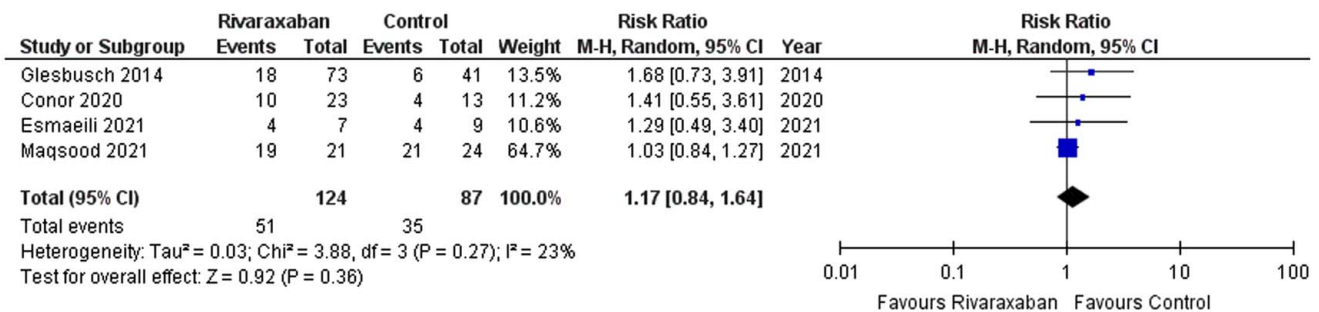 Rivaraxaban Control Risk Ratio Risk Ratio
Study or Subgroup Events Total Events Total Weight M-H, Random, 95% CI Year M-H, Random, 95% CI
Glesbusch 2014 18 73 6 41 13.5% 1.68 [0.73, 3.91] 2014
Conor 2020 10 23 4 13 11.2% 1.41 [0.55, 3.61] 2020
Esmaeili 2021 4 7 4 9 10.6% 1.29 [0.49, 3.40] 2021
Maqsood 2021 19 21 21 24 64.7% 1.03 [0.84, 1.27] 2021
Total (95% CI) 124 87 100.0% 1.17 [0.84, 1.64]
Total events 51 35
Heterogeneity: Tau² = 0.03; Chi² = 3.88, df = 3 (P = 0.27); I² = 23%
Test for overall effect: Z = 0.92 (P = 0.36)
0.01 0.1 1 10 100
Favours Rivaraxaban Favours Control